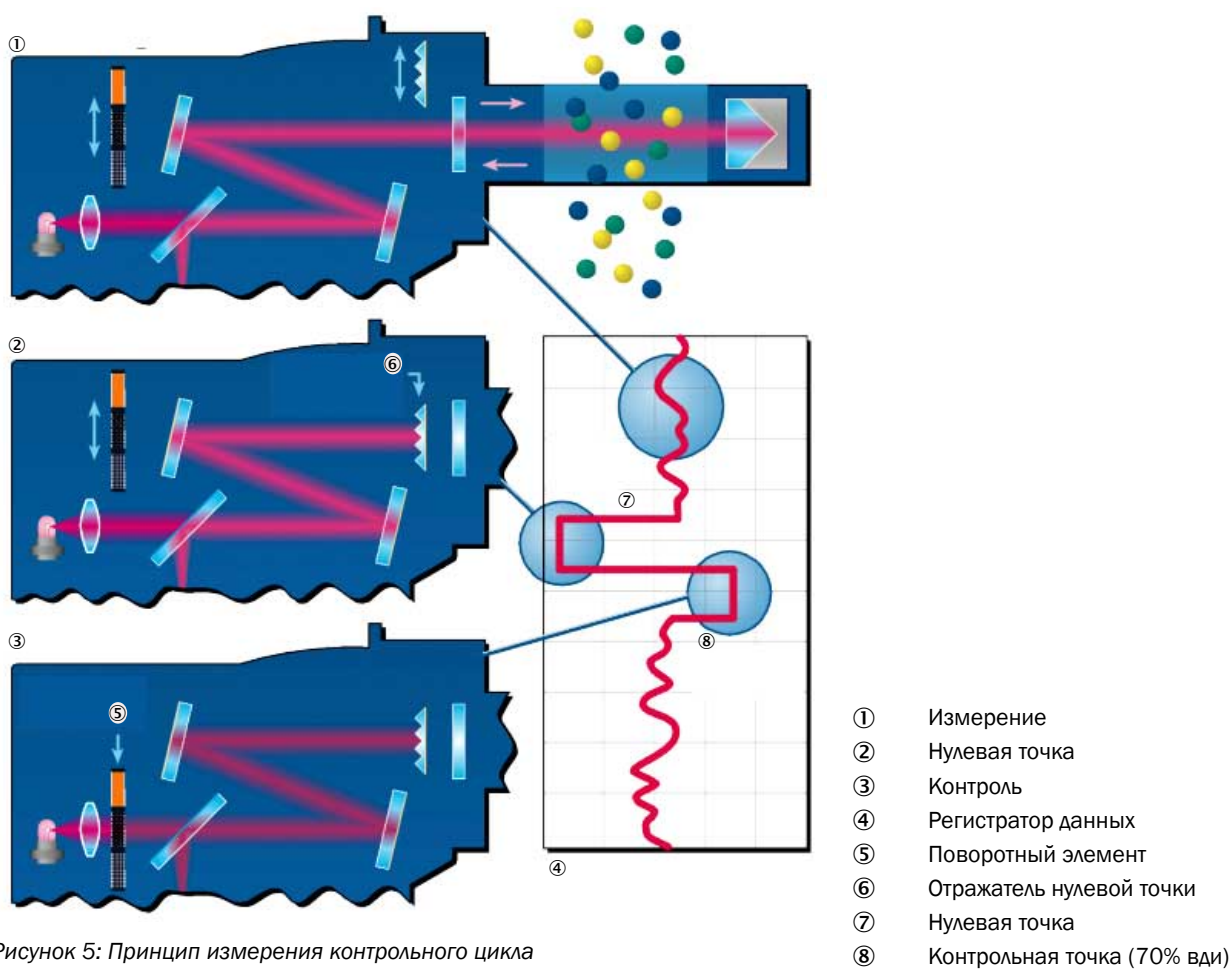 ①
②
⑥
⑦
③
⑧
⑤
④
① Измерение
② Нулевая точка
③ Контроль
④ Регистратор данных
⑤ Поворотный элемент
⑥ Отражатель нулевой точки
⑦ Нулевая точка
⑧ Контрольная точка (70% вди)
Рисунок 5: Принцип измерения контрольного цикла